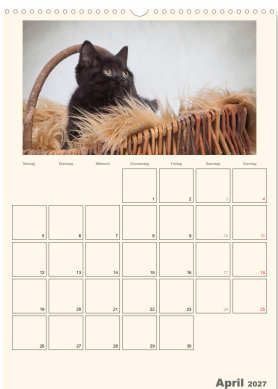 Montag Dienstag Mittwoch Donnerstag Freitag Samstag Sonntag
1 2 3 4
5 6 7 8 9 10 11
12 13 14 15 16 17 18
19 20 21 22 23 24 25
26 27 28 29 30
April 2027